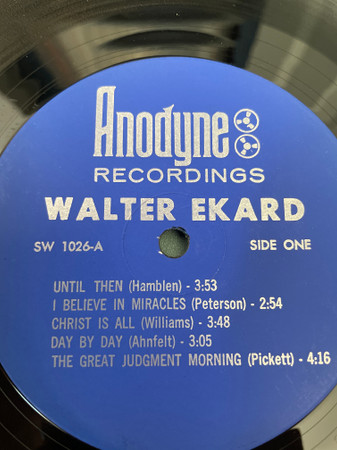 Anodyne
RECORDINGS
WALTER EKARD
SW 1026-A SIDE ONE
UNTIL THEN (Hamblen) - 3:53
I BELIEVE IN MIRACLES (Peterson) - 2:54
CHRIST IS ALL (Williams) - 3:48
DAY BY DAY (Ahnfelt) - 3:05
THE GREAT JUDGMENT MORNING (Pickett) - 4:16